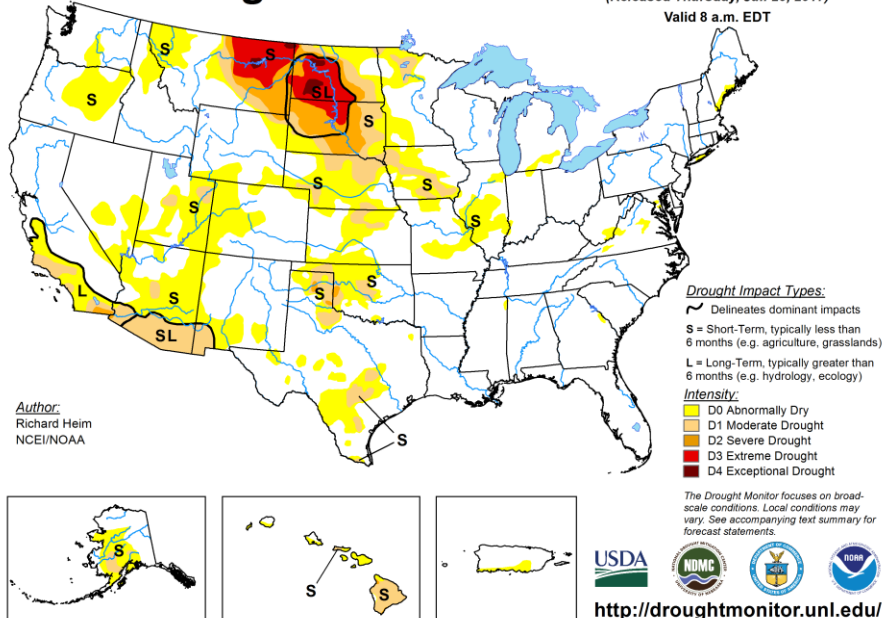 Valid 8 a.m. EDT
S
S
S
SL
S
S
S
S
S
S
S
S
L
SL
S
Drought Impact Types:
Delineates dominant impacts
S = Short-Term, typically less than
6 months (e.g. agriculture, grasslands)
L = Long-Term, typically greater than
6 months (e.g. hydrology, ecology)
Intensity:
D0 Abnormally Dry
D1 Moderate Drought
D2 Severe Drought
D3 Extreme Drought
D4 Exceptional Drought
Author:
Richard Heim
NCEI/NOAA
The Drought Monitor focuses on broad-
scale conditions. Local conditions may
vary. See accompanying text summary for
forecast statements.
S
S
S
USDA
NDMC
NOAA
http://droughtmonitor.unl.edu/